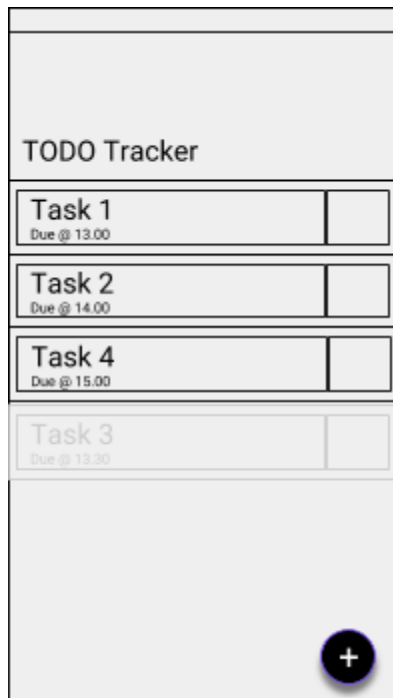 TODO Tracker
Task 1
Due @ 13.00
Task 2
Due @ 14.00
Task 4
Due @ 15.00
Task 3
Due @ 13.30
+